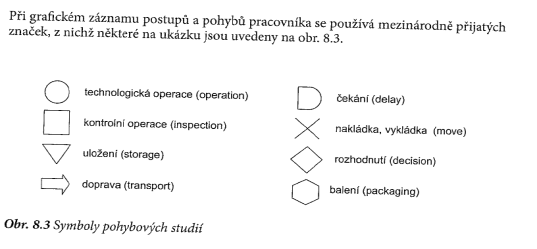 Při grafickém záznamu postupů a pohybů pracovníka se používá mezinárodně přijatých
značek, z nichž některé na ukázku jsou uvedeny na obr. 8.3.
technologická operace (operation)
kontrolní operace (inspection)
uložení (storage)
doprava (transport)
čekání (delay)
nakládka, vykládka (move)
rozhodnutí (decision)
balení (packaging)
Obr. 8.3 Symboly pohybových studií